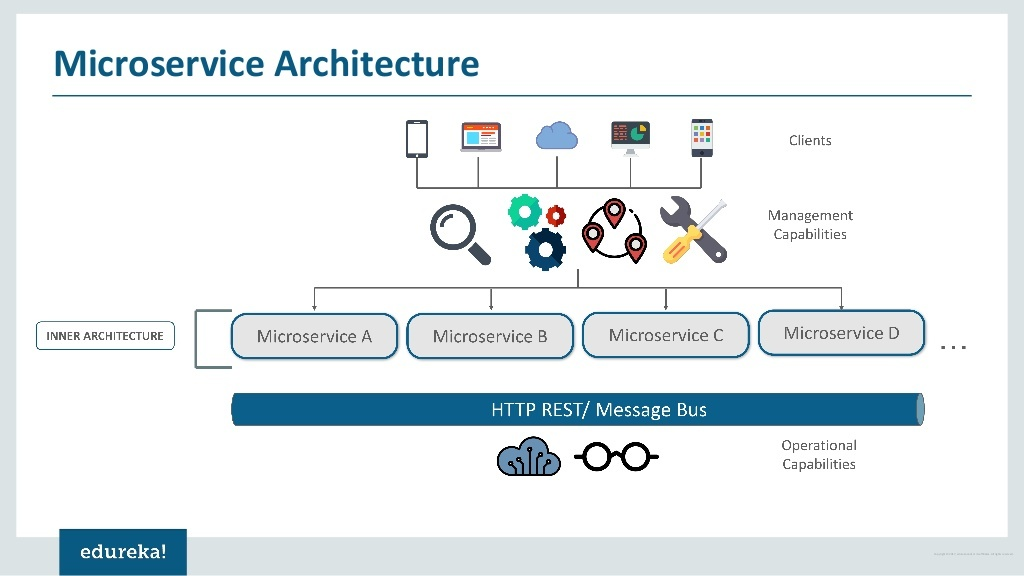 Microservice Architecture
Clients
Management
Capabilities
INNER ARCHITECTURE
Microservice A
Microservice B
Microservice C
Microservice D
...
HTTP REST/ Message Bus
Operational
Capabilities
edureka!